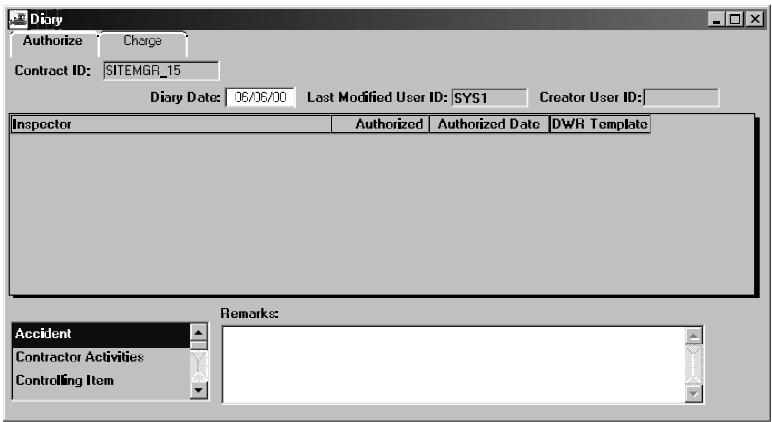 Diary
Authorize Charge
Contract ID: SITEMGR_15
Diary Date: 06/06/00 Last Modified User ID: SYS1 Creator User ID:
Inspector Authorized Authorized Date DWR Template
Remarks:
Accident
Contractor Activities
Controlling Item